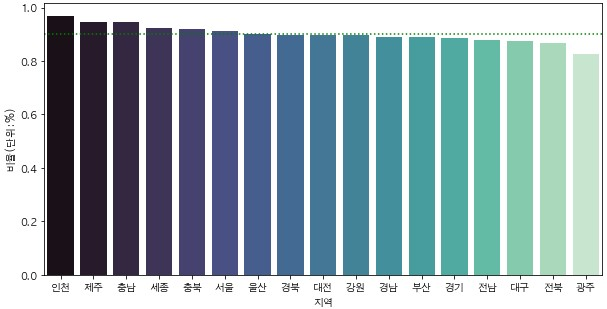 1.0
0.8
0.6
0.4
0.2
0.0
비율(단위:%)
인천 제주 충남 세종 충북 서울 울산 경북 대전 강원 경남 부산 경기 전남 대구 전북 광주
지역